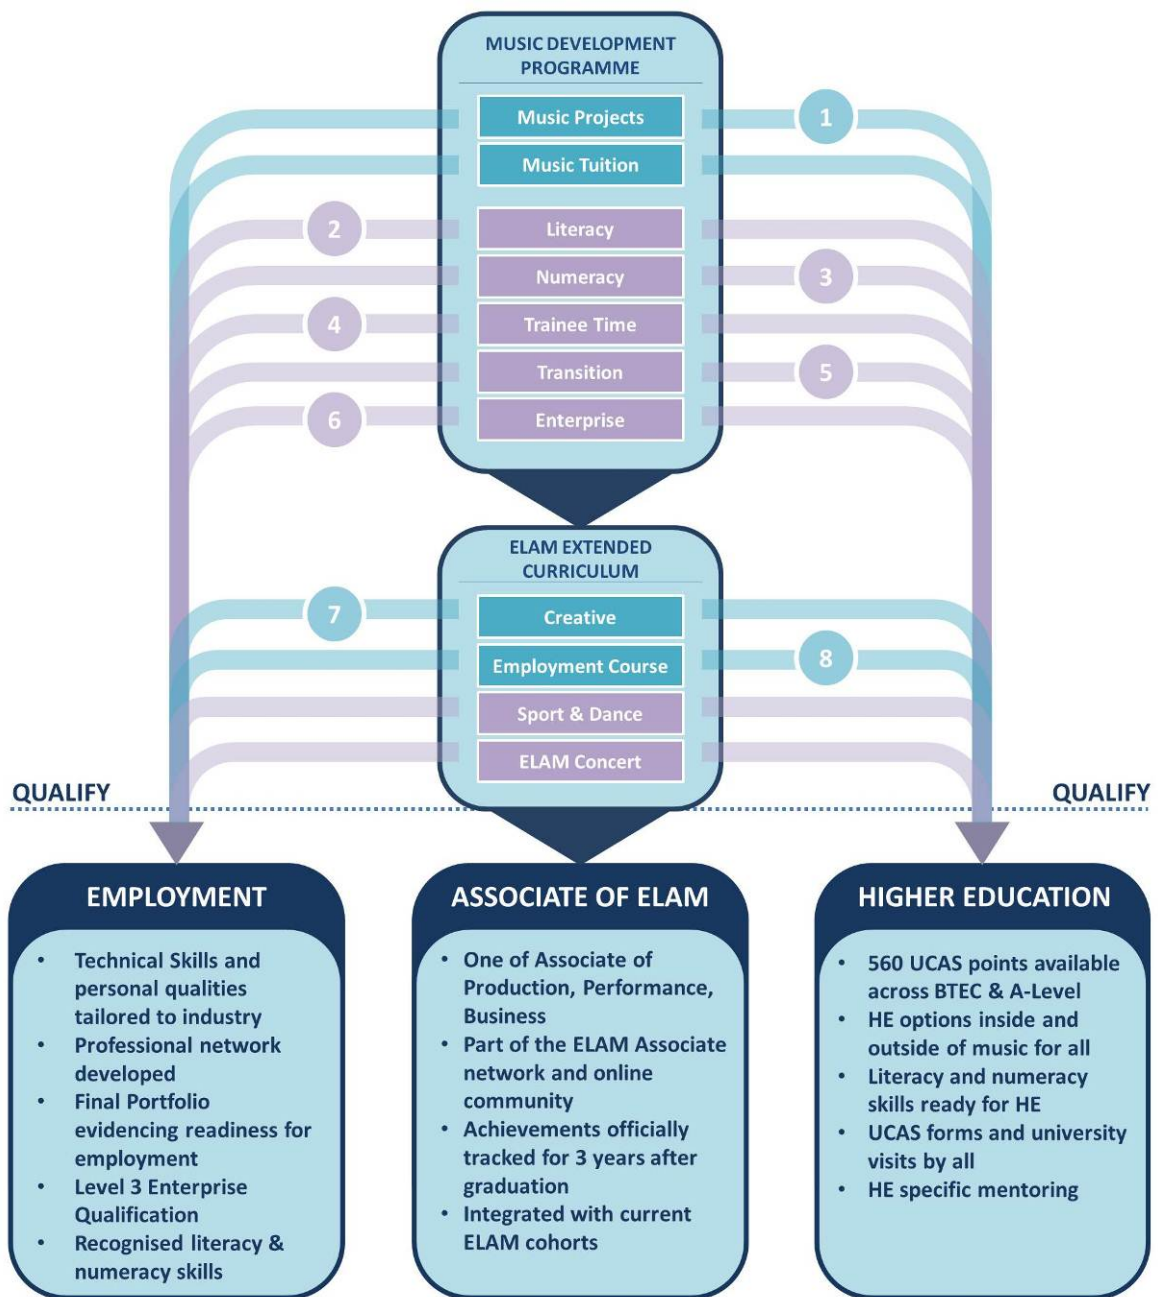 MUSIC DEVELOPMENT
PROGRAMME
Music Projects
1
Music Tuition
2
Literacy
Numeracy
3
4
Trainee Time
Transition
5
6
Enterprise
ELAM EXTENDED
CURRICULUM
7
Creative
Employment Course
8
Sport & Dance
ELAM Concert
QUALIFY
QUALIFY
EMPLOYMENT
• Technical Skills and
personal qualities
tailored to industry
• Professional network
developed
• Final Portfolio
evidencing readiness for
employment
• Level 3 Enterprise
Qualification
• Recognised literacy &
numeracy skills
ASSOCIATE OF ELAM
• One of Associate of
Production, Performance,
Business
• Part of the ELAM Associate
network and online
community
• Achievements officially
tracked for 3 years after
graduation
• Integrated with current
ELAM cohorts
HIGHER EDUCATION
• 560 UCAS points available
across BTEC & A-Level
• HE options inside and
outside of music for all
• Literacy and numeracy
skills ready for HE
• UCAS forms and university
visits by all
• HE specific mentoring